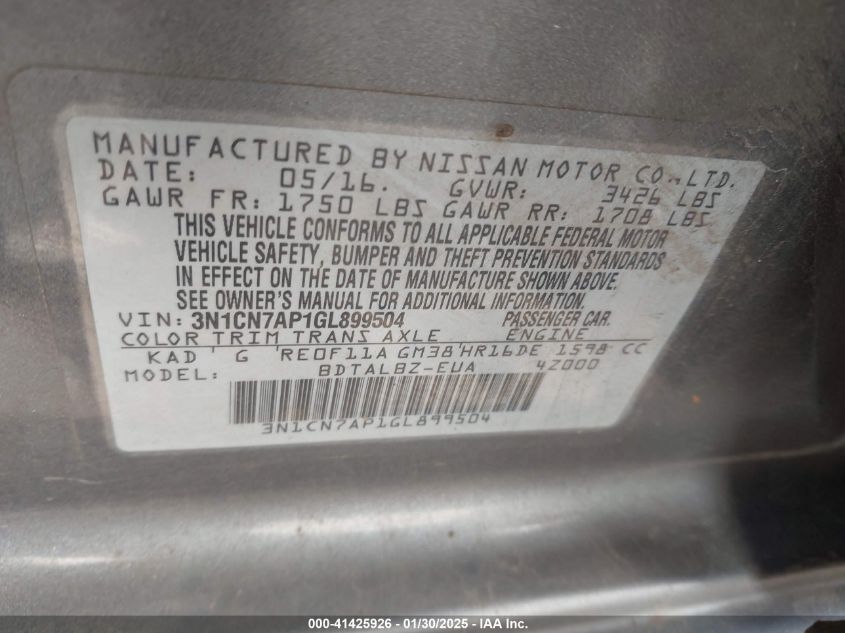 MANUFACTURED BY NISSAN MOTOR CO.,LTD.
DATE: 05/16. GVWR: 3426 LBS
GAWR FR: 1750 LBS GAWR RR: 1708 LBS
THIS VEHICLE CONFORMS TO ALL APPLICABLE FEDERAL MOTOR
VEHICLE SAFETY, BUMPER AND THEFT PREVENTION STANDARDS
IN EFFECT ON THE DATE OF MANUFACTURE SHOWN ABOVE.
SEE OWNER'S MANUAL FOR ADDITIONAL INFORMATION.
VIN: 3N1CN7AP1GL899504 PASSENGER CAR.
COLOR TRIM TRANS AXLE ENGINE
KAD G RE0F11A GM38 HR16DE 1598 CC
MODEL: BDTALBZ-EUA 4Z000
3N1CN7AP1GL899504
000-41425926 - 01/30/2025 - IAA Inc.